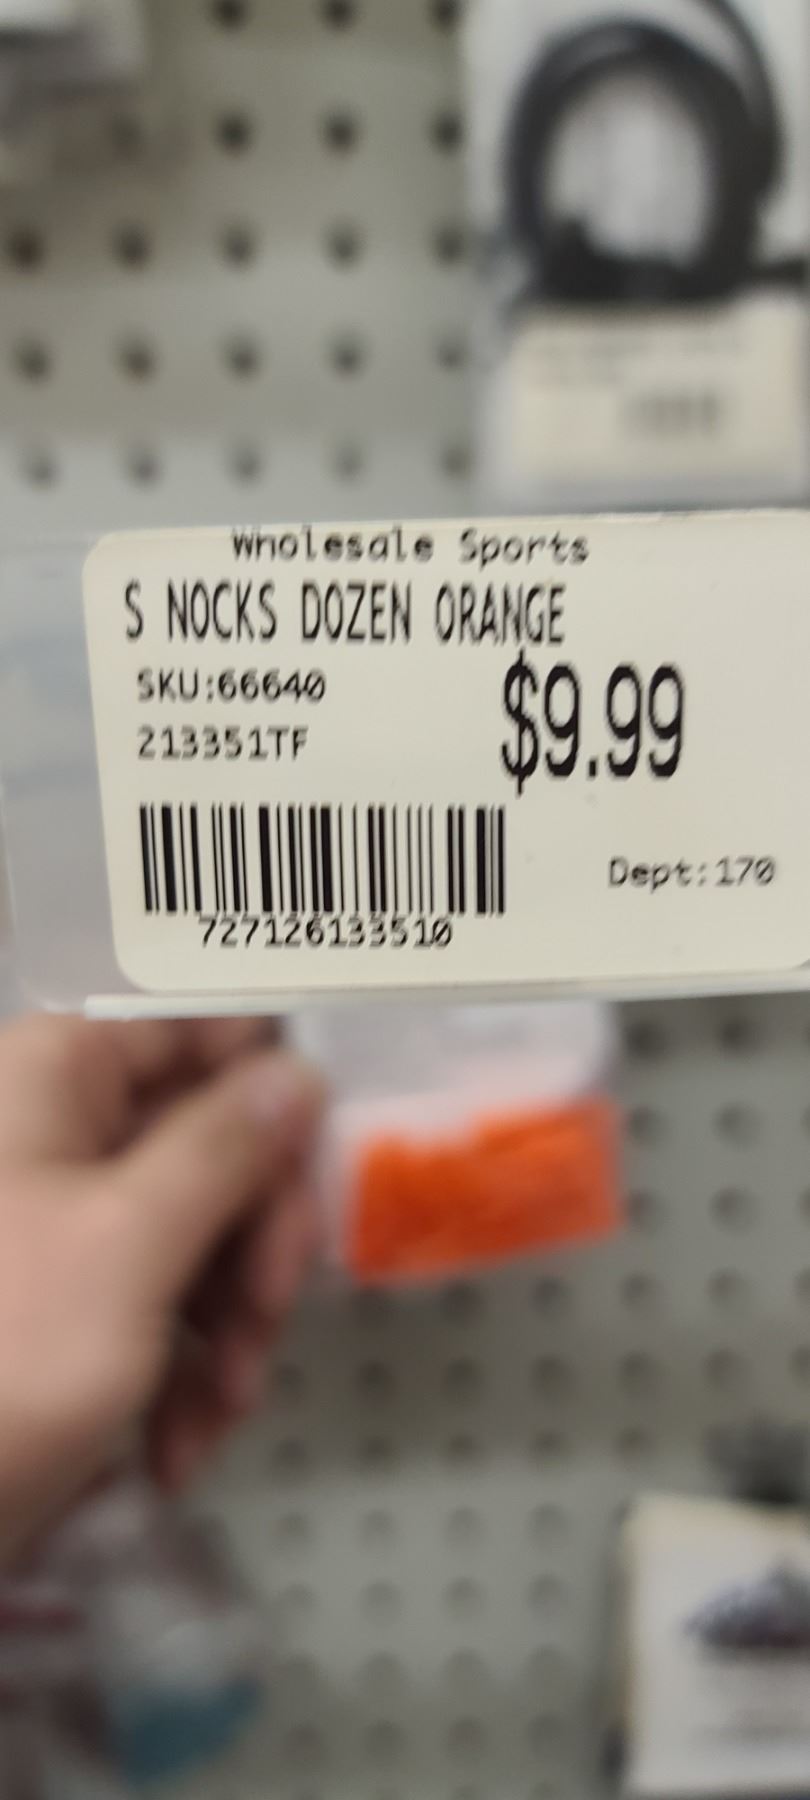 Wholesale Sports
S NOCKS DOZEN ORANGE
SKU:66640
$9.99
213351TF
Dept:170
727126133510